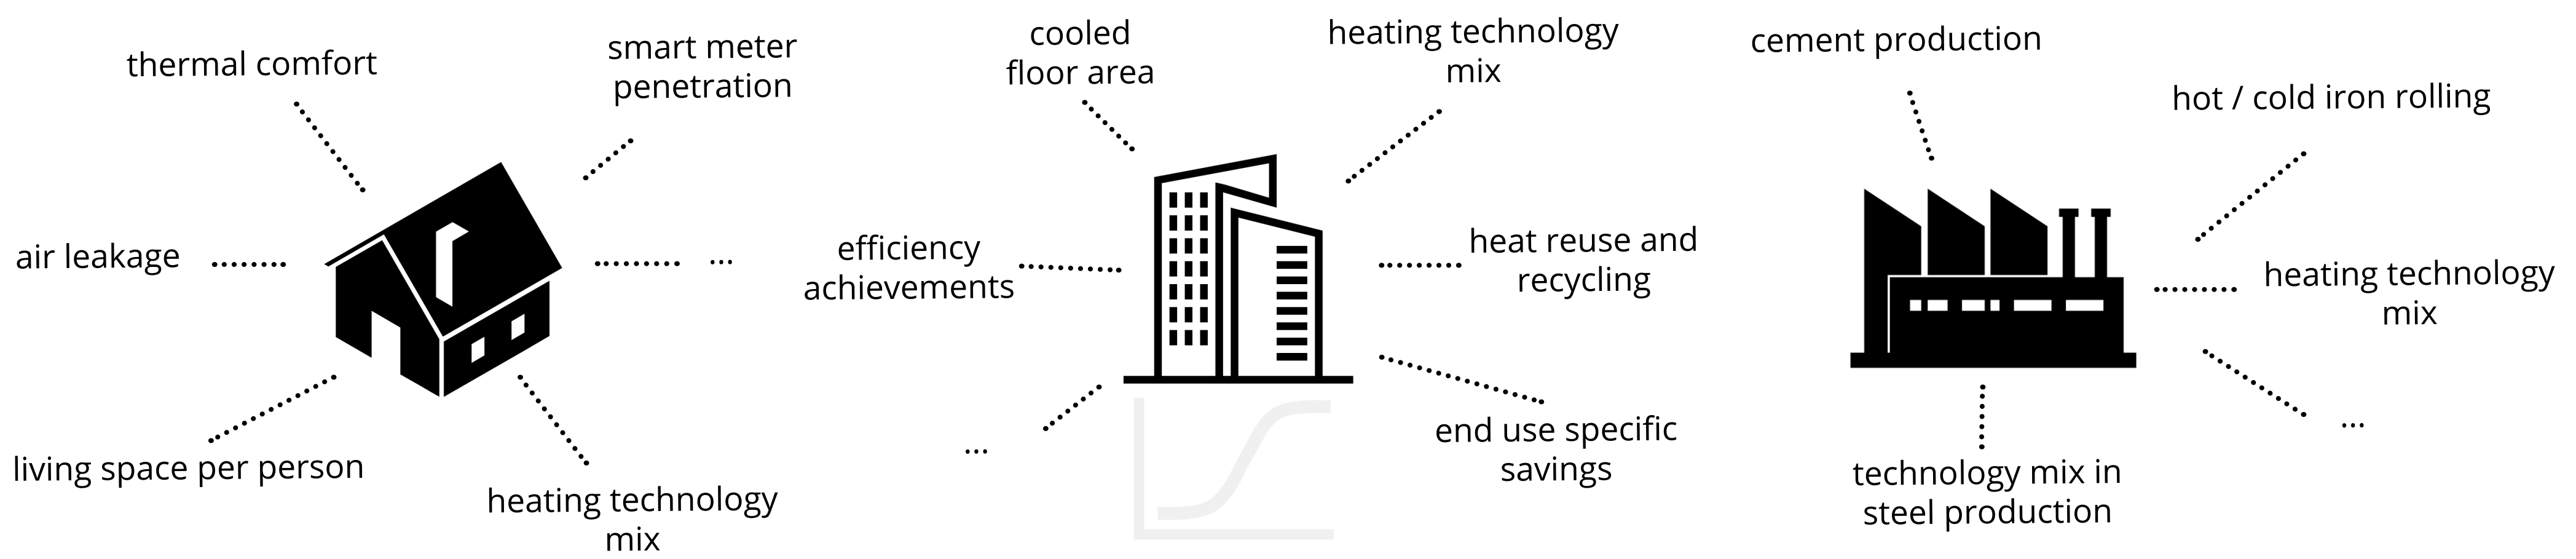 thermal comfort
smart meter
penetration
air leakage
...
living space per person
heating technology
mix
cooled
floor area
heating technology
mix
efficiency
achievements
heat reuse and
recycling
...
end use specific
savings
cement production
hot / cold iron rolling
heating technology
mix
...
technology mix in
steel production